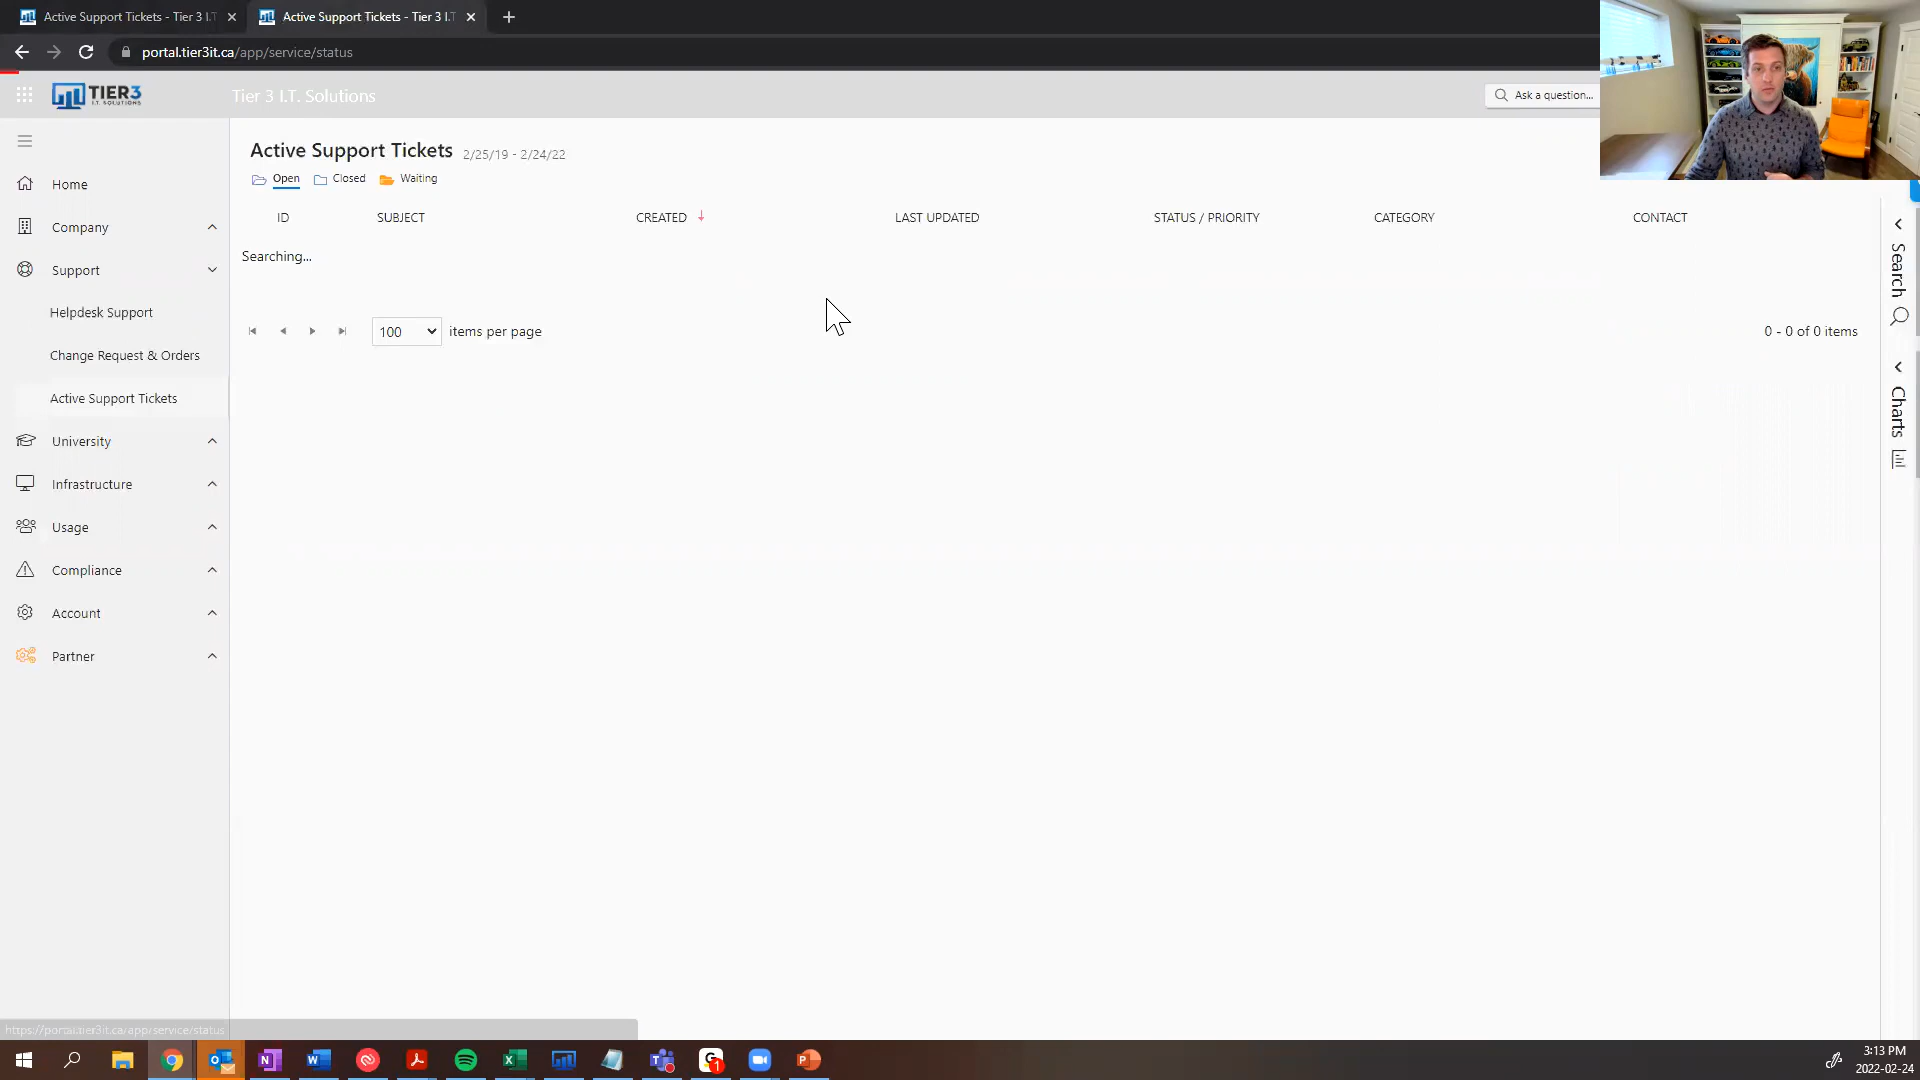 Active Support Tickets - Tier 3 I.T.
Active Support Tickets - Tier 3 I.T.
portal.tier3it.ca/app/service/status
TIER3
I.T. SOLUTIONS
Tier 3 I.T. Solutions
Ask a question...
Home
Company
Support
Helpdesk Support
Change Request & Orders
Active Support Tickets
University
Infrastructure
Usage
Compliance
Account
Partner
Active Support Tickets 2/25/19 - 2/24/22
Open Closed Waiting
ID SUBJECT CREATED LAST UPDATED STATUS / PRIORITY CATEGORY CONTACT
Searching...
100 items per page
0 - 0 of 0 items
Search
Charts
https://portal.tier3it.ca/app/service/status
3:13 PM
2022-02-24